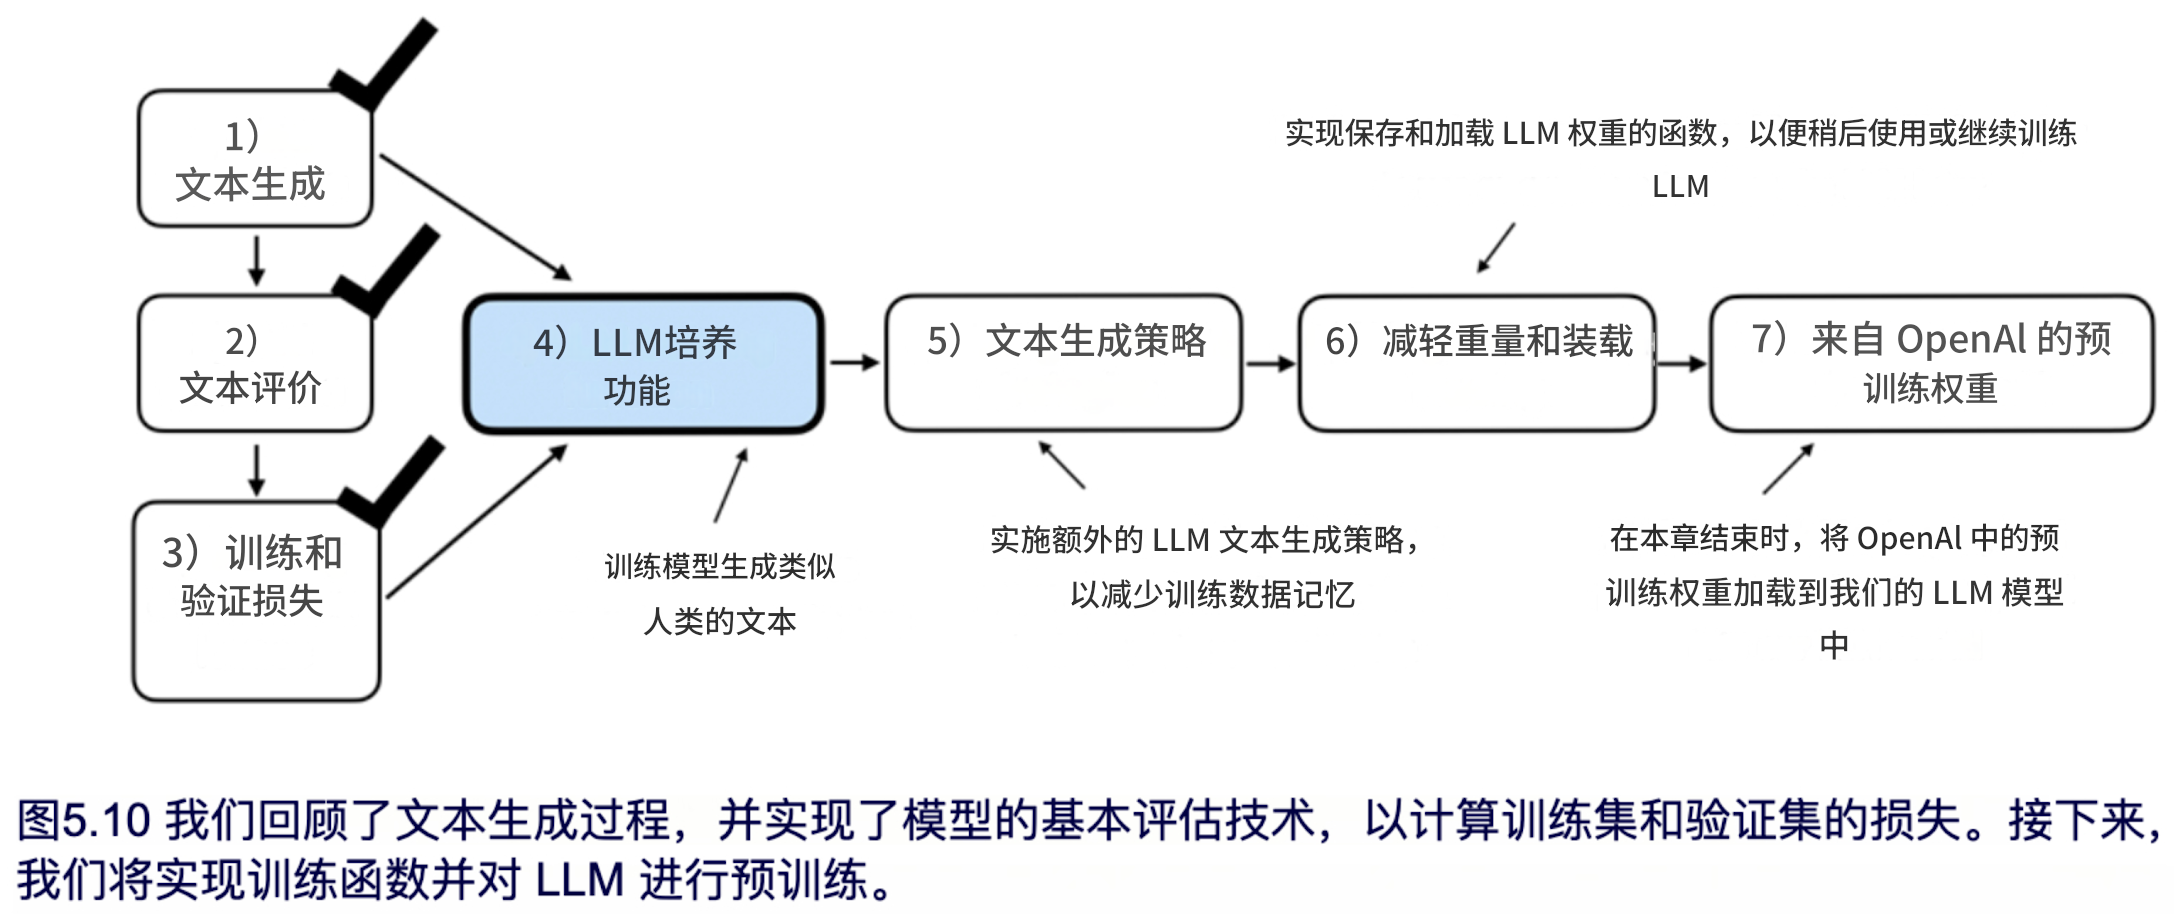 1）
文本生成
2）
文本评价
3）训练和
验证损失
4）LLM培养
功能
训练模型生成类似
人类的文本
5）文本生成策略
实施额外的 LLM 文本生成策略，
以减少训练数据记忆
实现保存和加载 LLM 权重的函数，以便稍后使用或继续训练
LLM
6）减轻重量和装载
7）来自 OpenAl 的预
训练权重
在本章结束时，将 OpenAl 中的预
训练权重加载到我们的 LLM 模型
中
图5.10 我们回顾了文本生成过程，并实现了模型的基本评估技术，以计算训练集和验证集的损失。接下来，
我们将实现训练函数并对 LLM 进行预训练。